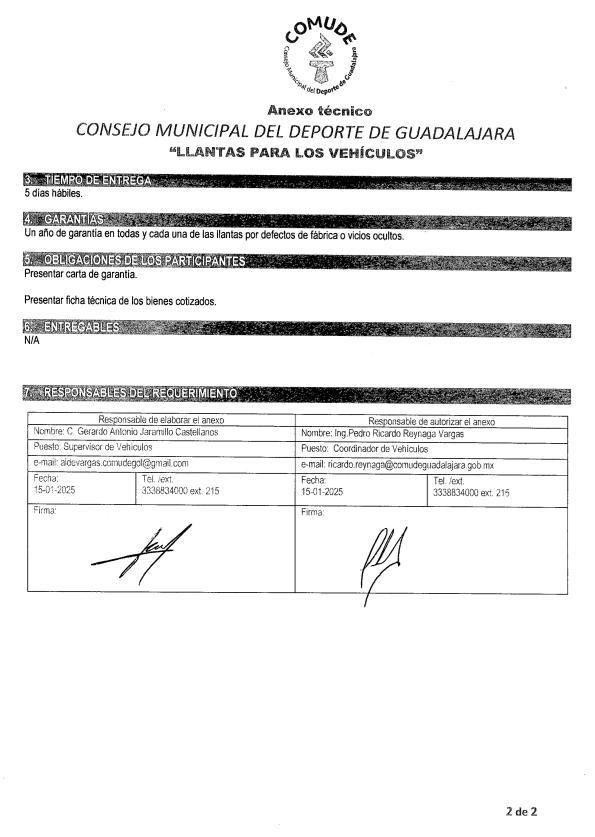 COMUDE
Consejo Municipal del Deporte de Guadalajara
Anexo técnico
CONSEJO MUNICIPAL DEL DEPORTE DE GUADALAJARA
"LLANTAS PARA LOS VEHÍCULOS"
3. TIEMPO DE ENTREGA
5 días hábiles.
4. GARANTÍAS
Un año de garantía en todas y cada una de las llantas por defectos de fábrica o vicios ocultos.
5. OBLIGACIONES DE LOS PARTICIPANTES
Presentar carta de garantía.
Presentar ficha técnica de los bienes cotizados.
6. ENTREGABLES
N/A
7. RESPONSABLES DEL REQUERIMIENTO
Responsable de elaborar el anexo
Nombre: C. Gerardo Antonio Jaramillo Castellanos
Puesto: Supervisor de Vehículos
e-mail: aldevargas.comudegdl@gmail.com
Fecha:
15-01-2025
Tel. /ext.
3338834000 ext. 215
Firma:
Responsable de autorizar el anexo
Nombre: Ing.Pedro Ricardo Reynaga Vargas
Puesto: Coordinador de Vehículos
e-mail: ricardo.reynaga@comudeguadalajara.gob.mx
Fecha:
15-01-2025
Tel. /ext.
3338834000 ext. 215
Firma:
2 de 2